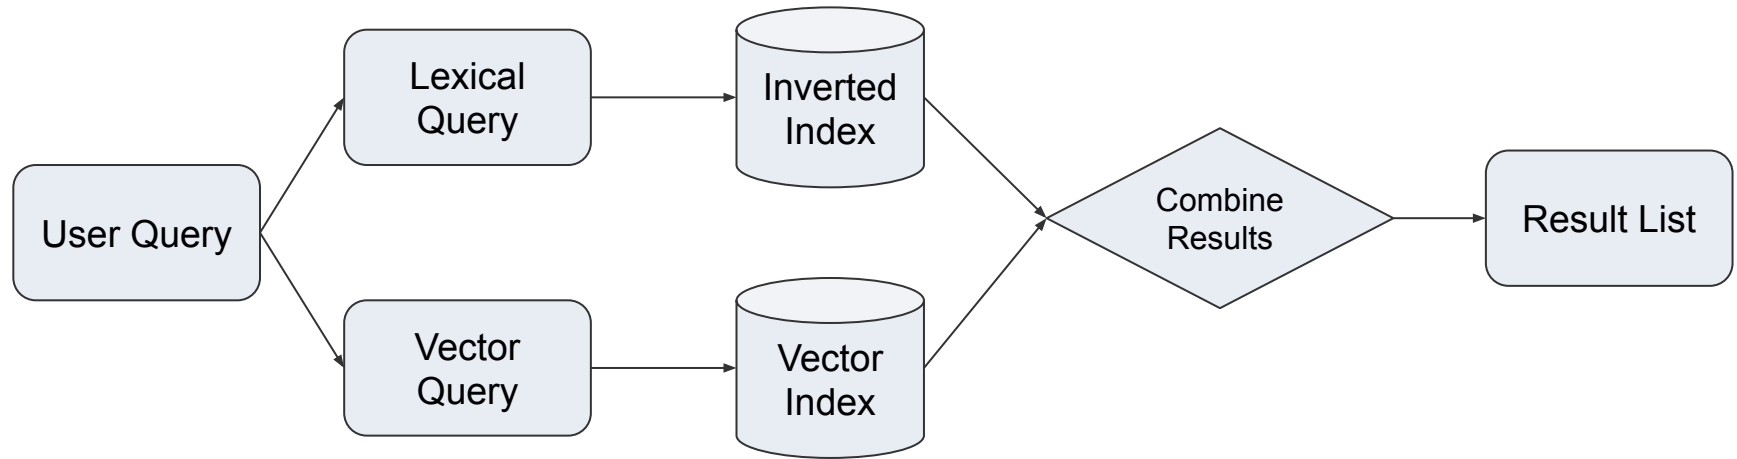 User Query
Lexical
Query
Inverted
Index
Vector
Query
Vector
Index
Combine
Results
Result List